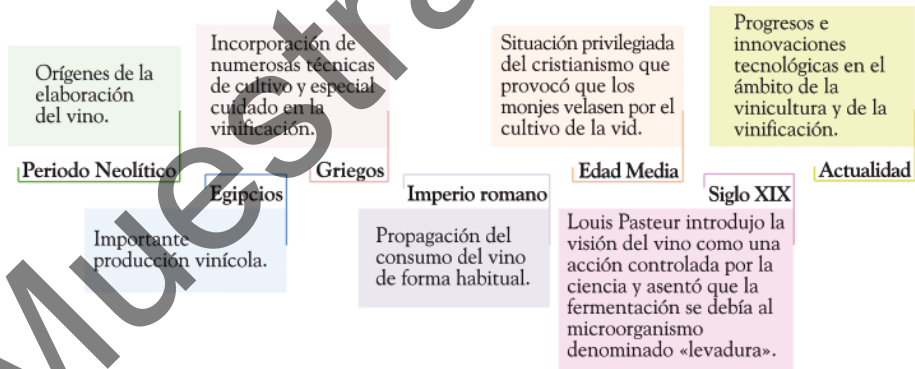 Orígenes de la
elaboración
del vino.
Periodo Neolítico
Importante
producción vinícola.
Egipcios
Incorporación de
numerosas técnicas
de cultivo y especial
cuidado en la
vinificación.
Griegos
Imperio romano
Propagación del
consumo del vino
de forma habitual.
Situación privilegiada
del cristianismo que
provocó que los
monjes velasen por el
cultivo de la vid.
Edad Media
Siglo XIX
Louis Pasteur introdujo la
visión del vino como una
acción controlada por la
ciencia y asentó que la
fermentación se debía al
microorganismo
denominado «levadura».
Progresos e
innovaciones
tecnológicas en el
ámbito de la
vinicultura y de la
vinificación.
Actualidad
Muestra